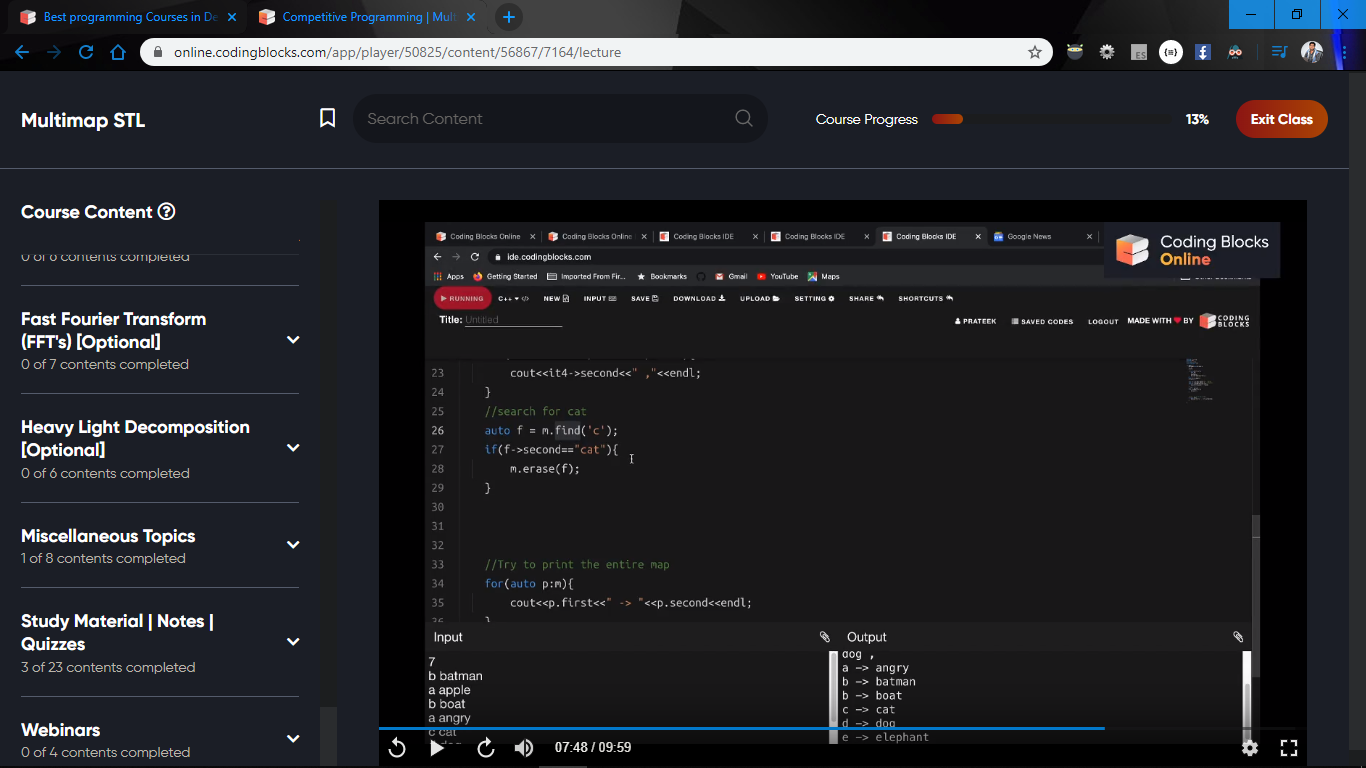 Best programming Courses in De
Competitive Programming | Mult
online.codingblocks.com/app/player/50825/content/56867/7164/lecture
ES
Multimap STL
Search Content
Course Progress
13%
Exit Class
Course Content
0 of 6 contents completed
Fast Fourier Transform
(FFT's) [Optional]
0 of 7 contents completed
Heavy Light Decomposition
[Optional]
0 of 6 contents completed
Miscellaneous Topics
1 of 8 contents completed
Study Material | Notes |
Quizzes
3 of 23 contents completed
Webinars
0 of 4 contents completed
Coding Blocks Online
Coding Blocks Online
Coding Blocks IDE
Coding Blocks IDE
Coding Blocks IDE
Google News
Coding Blocks
Online
ide.codingblocks.com
Apps
Getting Started
Imported From Fir...
Bookmarks
Gmail
YouTube
Maps
RUNNING
C++
NEW
INPUT
SAVE
DOWNLOAD
UPLOAD
SETTING
SHARE
SHORTCUTS
Title: Untitled
PRATEEK
SAVED CODES
LOGOUT
MADE WITH BY
CODING
BLOCKS
23 cout<<it4->second<<" ,"<<endl;
24 }
25 //search for cat
26 auto f = m.find('c');
27 if(f->second=="cat"){
28 m.erase(f);
29 }
30
31
32
33 //Try to print the entire map
34 for(auto p:m){
35 cout<<p.first<<" -> "<<p.second<<endl;
36 }
Input
7
b batman
a apple
b boat
a angry
c cat
Output
dog ,
a -> angry
b -> batman
b -> boat
c -> cat
d -> dog
e -> elephant
07:48 / 09:59